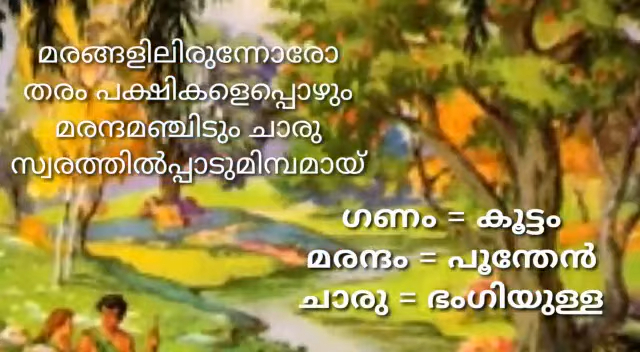 മരങ്ങളിലിരുന്നോരോ
തരം പക്ഷികളെപ്പൊഴും
മരന്ദമഞ്ചിടും ചാരു
സ്വരത്തിൽപ്പാടുമിമ്പമായ്
ഗണം = കൂട്ടം
മരന്ദം = പൂന്തേൻ
ചാരു = ഭംഗിയുള്ള